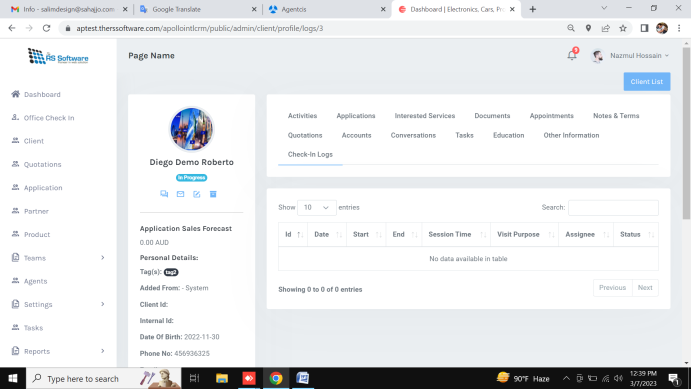 Info - salimdesign@sahajjo.com
Google Translate
Agentcis
Dashboard | Electronics, Cars, Pr
aptest.therssoftware.com/apollointlcrm/public/admin/client/profile/logs/3
RS Software
Page Name
Nazmul Hossain
Client List
Dashboard
Office Check In
Client
Quotations
Application
Partner
Product
Teams
Agents
Settings
Tasks
Reports
Diego Demo Roberto
In Progress
Application Sales Forecast
0.00 AUD
Personal Details:
Tag(s): tag2
Added From: - System
Client Id:
Internal Id:
Date Of Birth: 2022-11-30
Phone No: 456936325
Activities Applications Interested Services Documents Appointments Notes & Terms
Quotations Accounts Conversations Tasks Education Other Information
Check-In Logs
Show 10 entries Search:
Id Date Start End Session Time Visit Purpose Assignee Status
No data available in table
Showing 0 to 0 of 0 entries Previous Next
Type here to search
90°F Haze
12:39 PM
3/7/2023